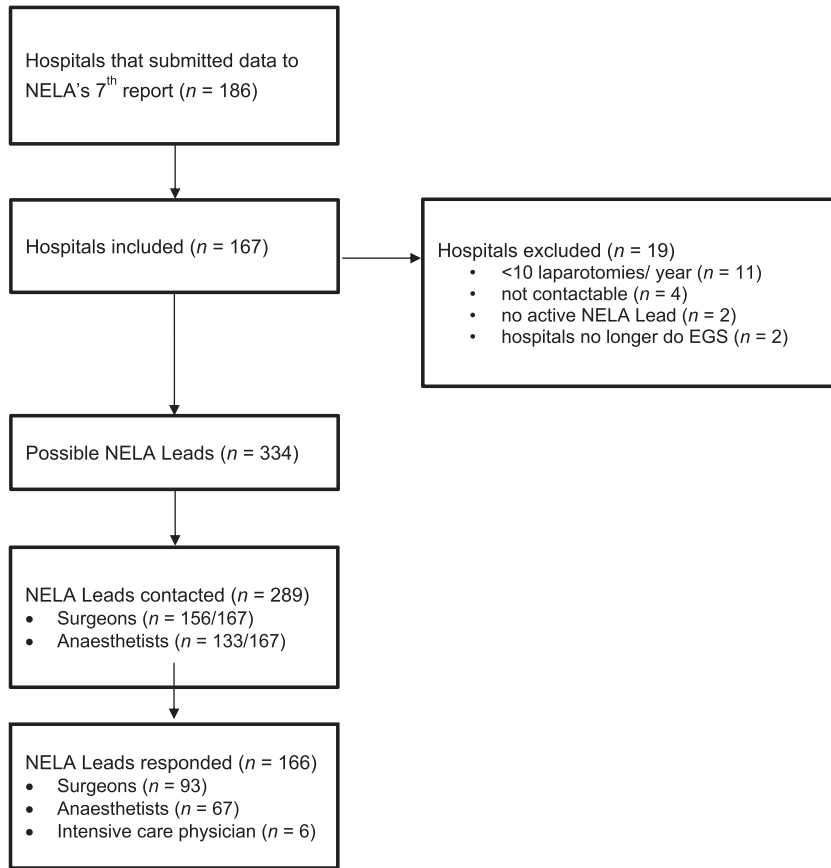 Hospitals that submitted data to
NELA's 7th report (n = 186)
Hospitals included (n = 167)
Hospitals excluded (n = 19)
• <10 laparotomies/ year (n = 11)
• not contactable (n = 4)
• no active NELA Lead (n = 2)
• hospitals no longer do EGS (n = 2)
Possible NELA Leads (n = 334)
NELA Leads contacted (n = 289)
• Surgeons (n = 156/167)
• Anaesthetists (n = 133/167)
NELA Leads responded (n = 166)
• Surgeons (n = 93)
• Anaesthetists (n = 67)
• Intensive care physician (n = 6)